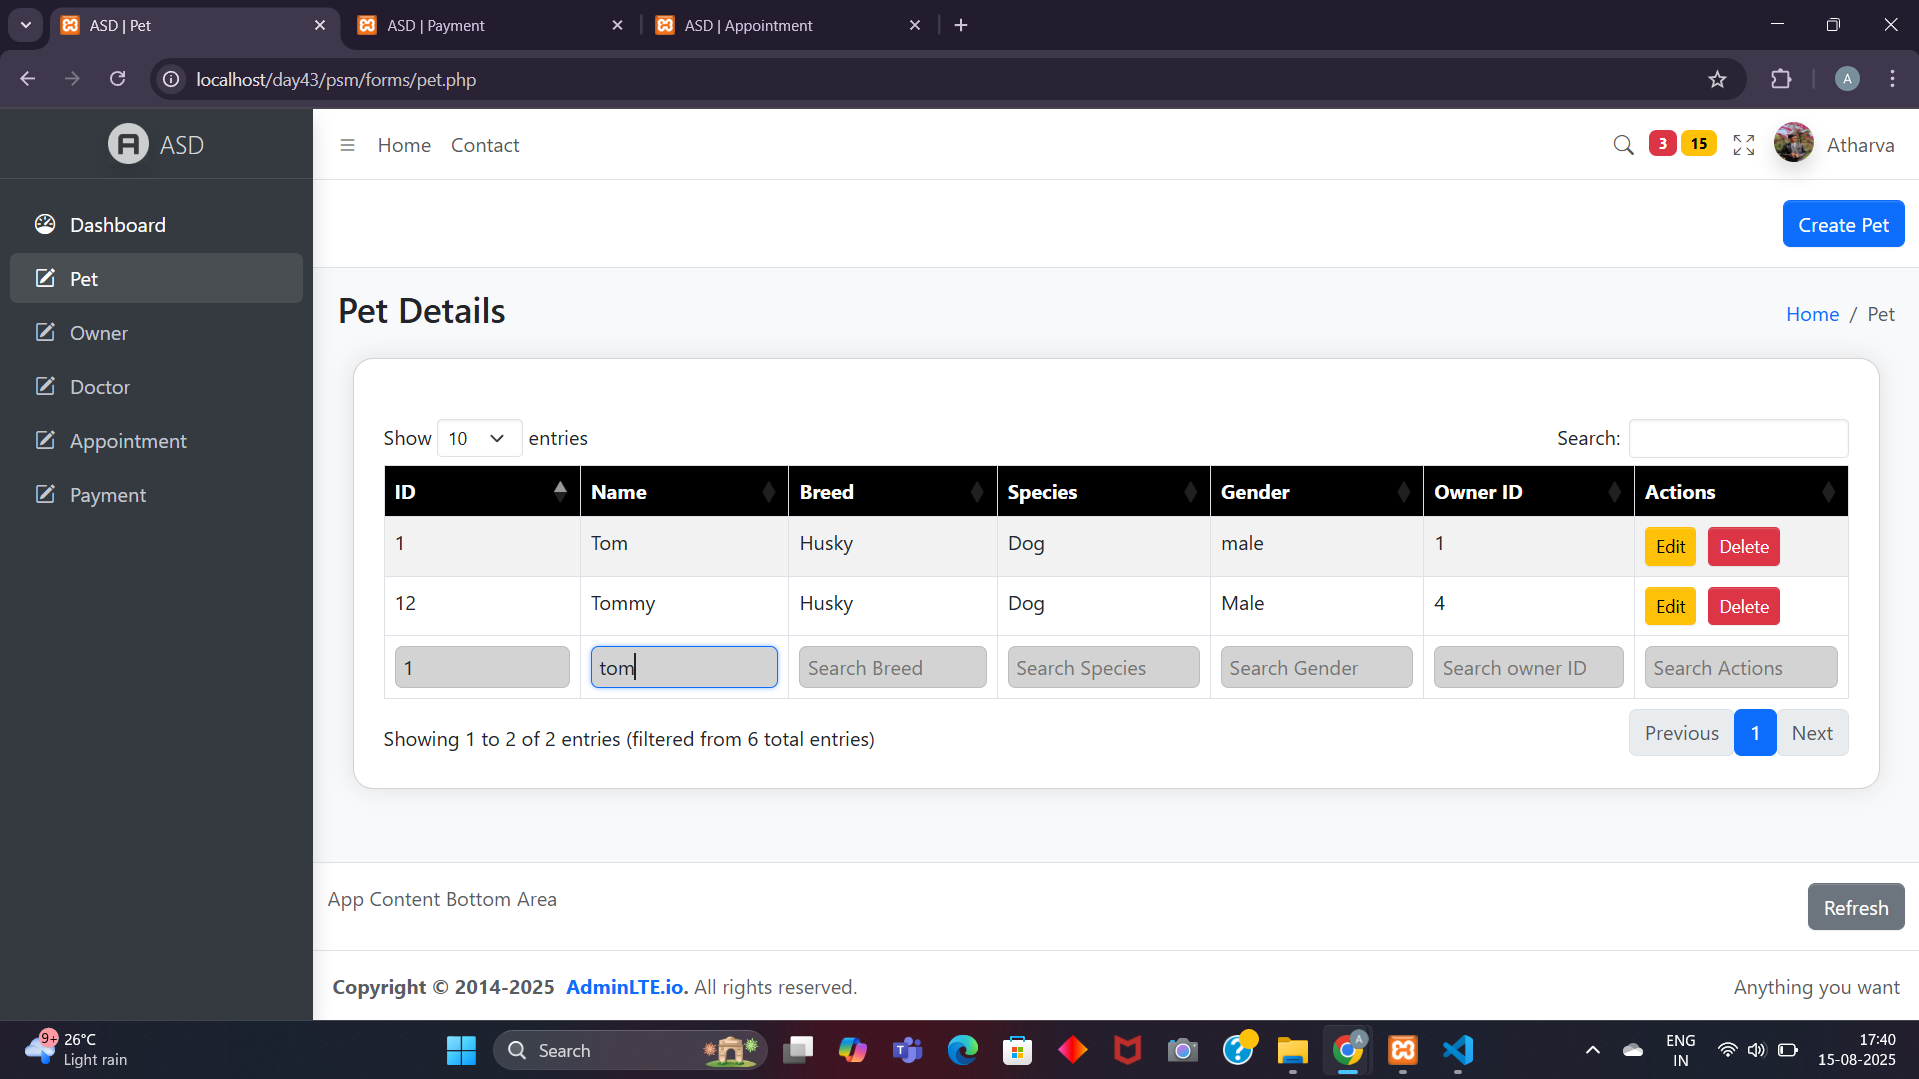 ASD | Pet
ASD | Payment
ASD | Appointment
localhost/day43/psm/forms/pet.php
A
ASD
Home Contact
3 15
Atharva
Dashboard
Pet
Owner
Doctor
Appointment
Payment
Create Pet
Pet Details
Home / Pet
Show 10 entries
Search:
ID Name Breed Species Gender Owner ID Actions
1 Tom Husky Dog male 1 Edit Delete
12 Tommy Husky Dog Male 4 Edit Delete
1 tom Search Breed Search Species Search Gender Search owner ID Search Actions
Showing 1 to 2 of 2 entries (filtered from 6 total entries)
Previous 1 Next
App Content Bottom Area
Refresh
Copyright © 2014-2025 AdminLTE.io. All rights reserved.
Anything you want
9+
26°C
Light rain
Search
ENG
IN
17:40
15-08-2025